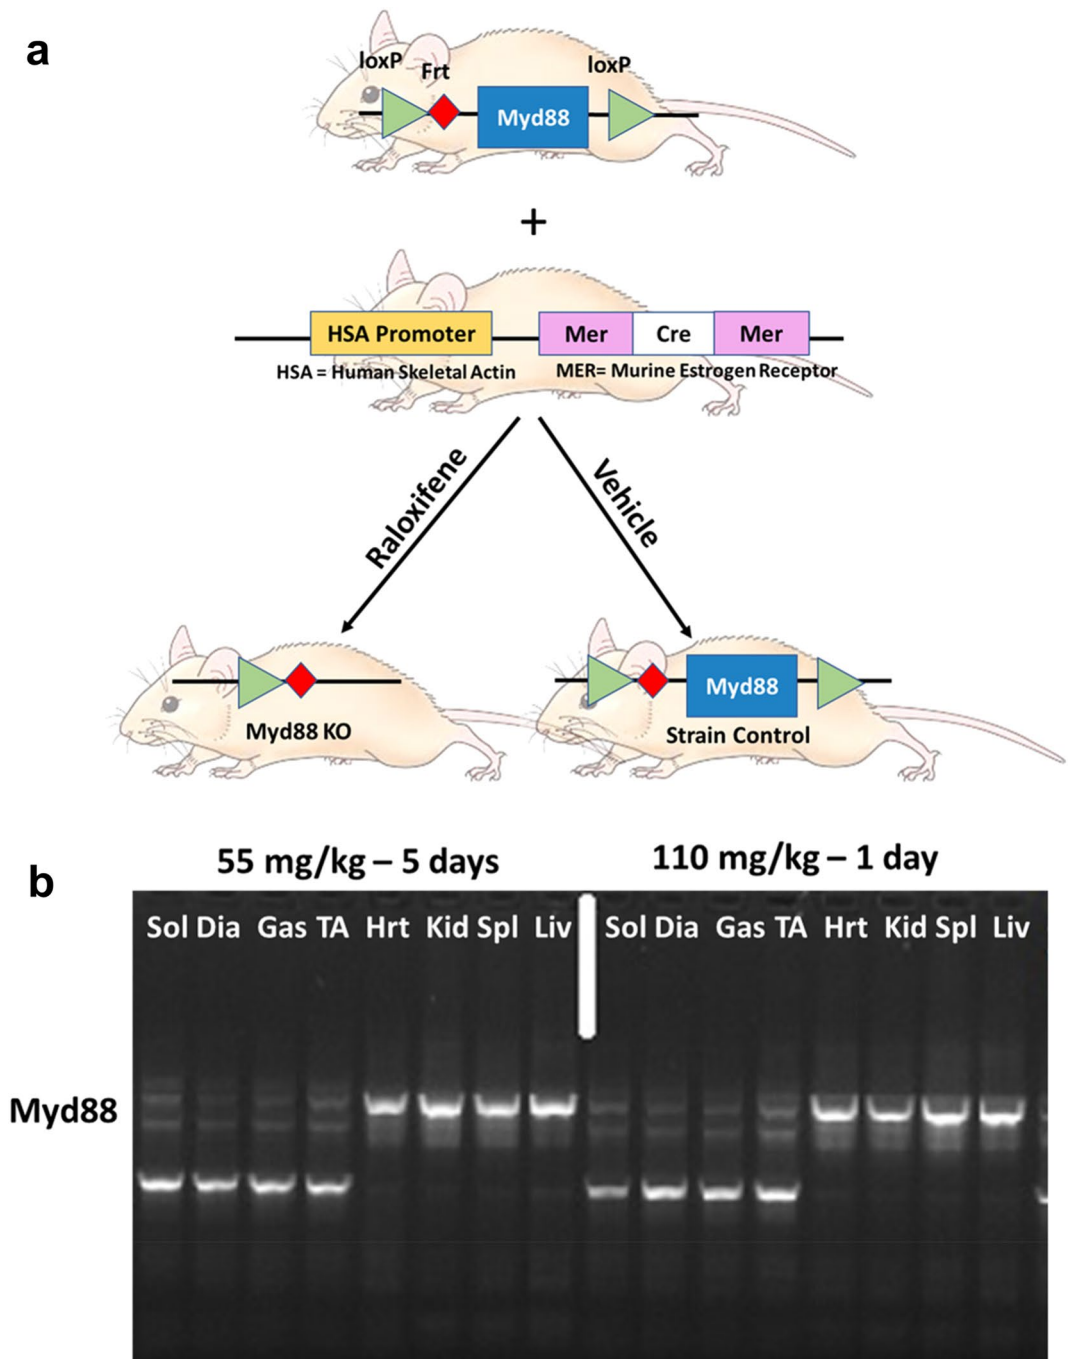 a
loxP Frt loxP
Myd88
+
HSA Promoter Mer Cre Mer
HSA = Human Skeletal Actin MER= Murine Estrogen Receptor
Raloxifene Vehicle
Myd88
Myd88 KO Strain Control
b
55 mg/kg – 5 days 110 mg/kg – 1 day
Sol Dia Gas TA Hrt Kid Spl Liv Sol Dia Gas TA Hrt Kid Spl Liv
Myd88